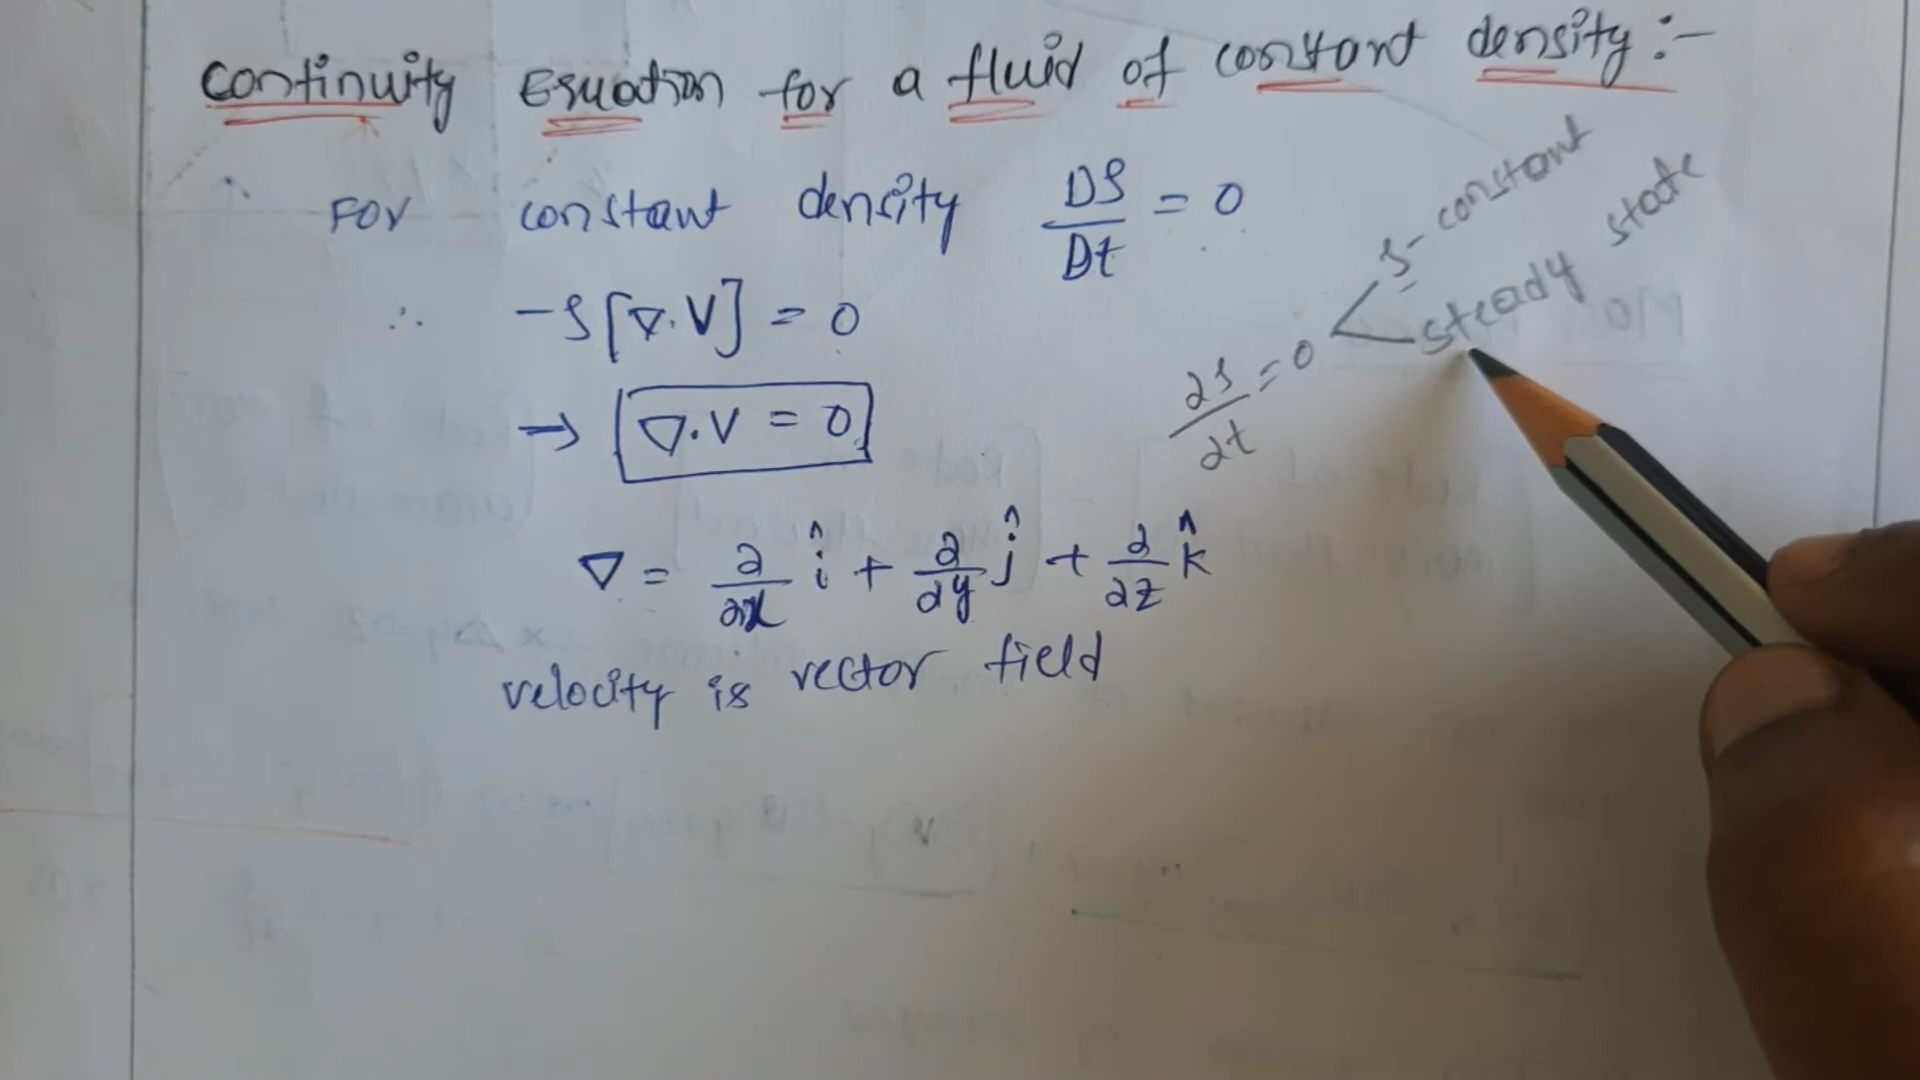 Continuity Equation for a fluid of constant density :-
For constant density Dρ/Dt = 0
∴ -ρ[∇.V] = 0
→ ∇.V = 0
∂ρ/∂t = 0 < ρ- constant
steady state
∇ = ∂/∂x î + ∂/∂y ĵ + ∂/∂z k̂
velocity is vector field